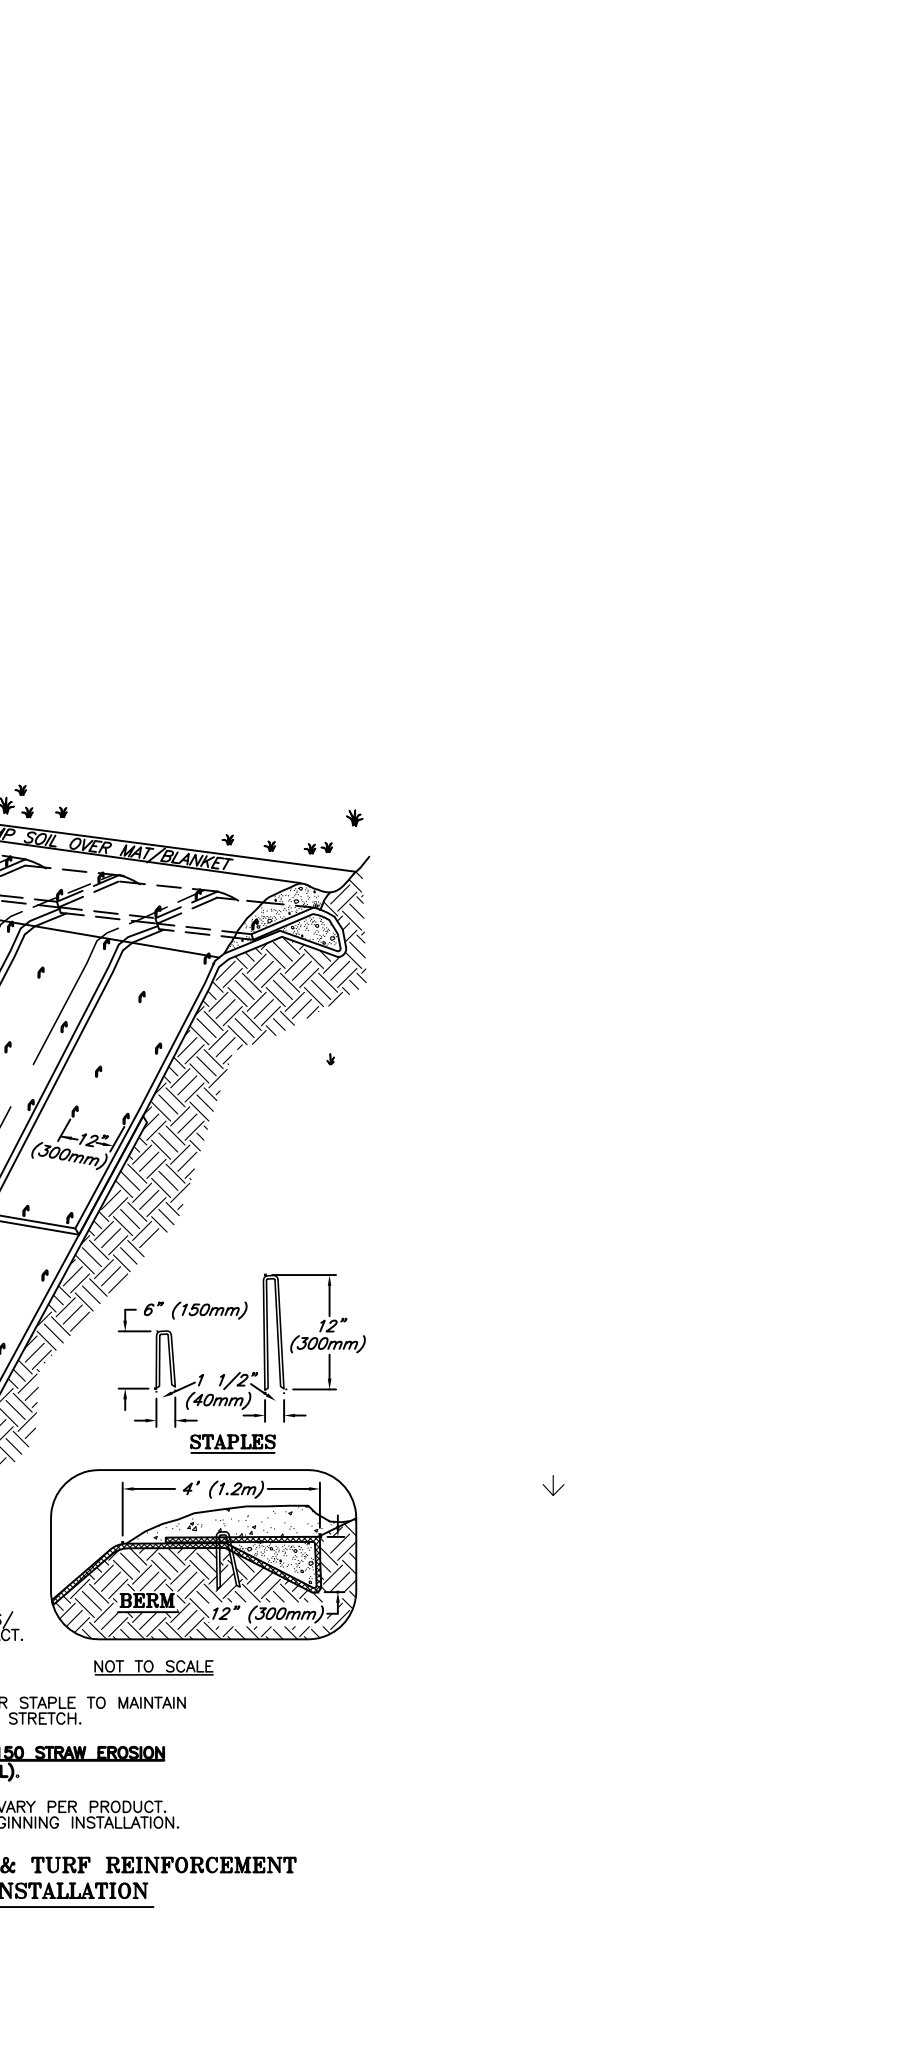 MP SOIL OVER MAT/BLANKET
12"
(300mm)
6" (150mm)
12"
(300mm)
1 1/2"
(40mm)
STAPLES
4' (1.2m)
BERM
12" (300mm)
CT.
NOT TO SCALE
R STAPLE TO MAINTAIN
STRETCH.
150 STRAW EROSION
L).
VARY PER PRODUCT.
GINNING INSTALLATION.
& TURF REINFORCEMENT
NSTALLATION